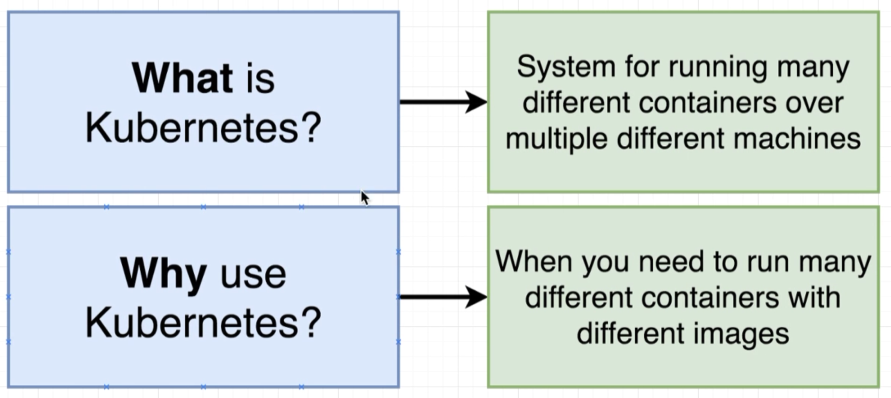 What is
Kubernetes?
System for running many
different containers over
multiple different machines
Why use
Kubernetes?
When you need to run many
different containers with
different images